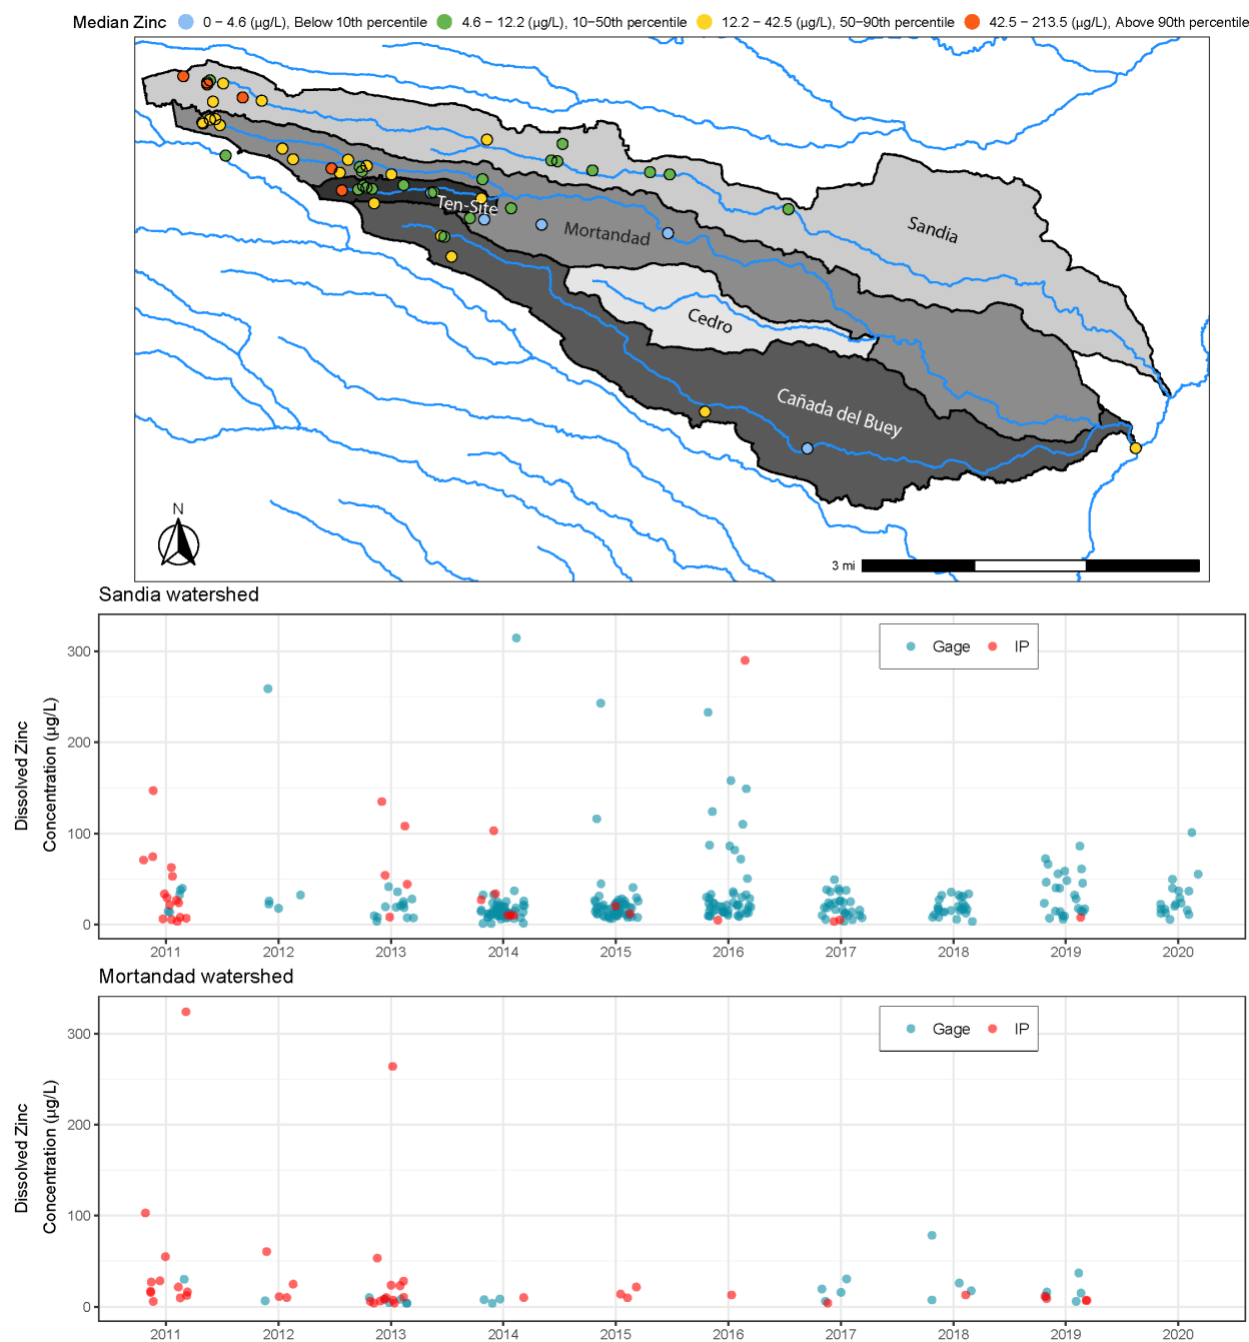 Median Zinc 0 − 4.6 (µg/L), Below 10th percentile 4.6 − 12.2 (µg/L), 10−50th percentile 12.2 − 42.5 (µg/L), 50−90th percentile 42.5 − 213.5 (µg/L), Above 90th percentile
Sandia
Ten-Site
Mortandad
Cedro
Cañada del Buey
N
3 mi
Sandia watershed
Gage IP
Dissolved Zinc
Concentration (µg/L)
300
200
100
0
2011 2012 2013 2014 2015 2016 2017 2018 2019 2020
Mortandad watershed
Gage IP
Dissolved Zinc
Concentration (µg/L)
300
200
100
0
2011 2012 2013 2014 2015 2016 2017 2018 2019 2020